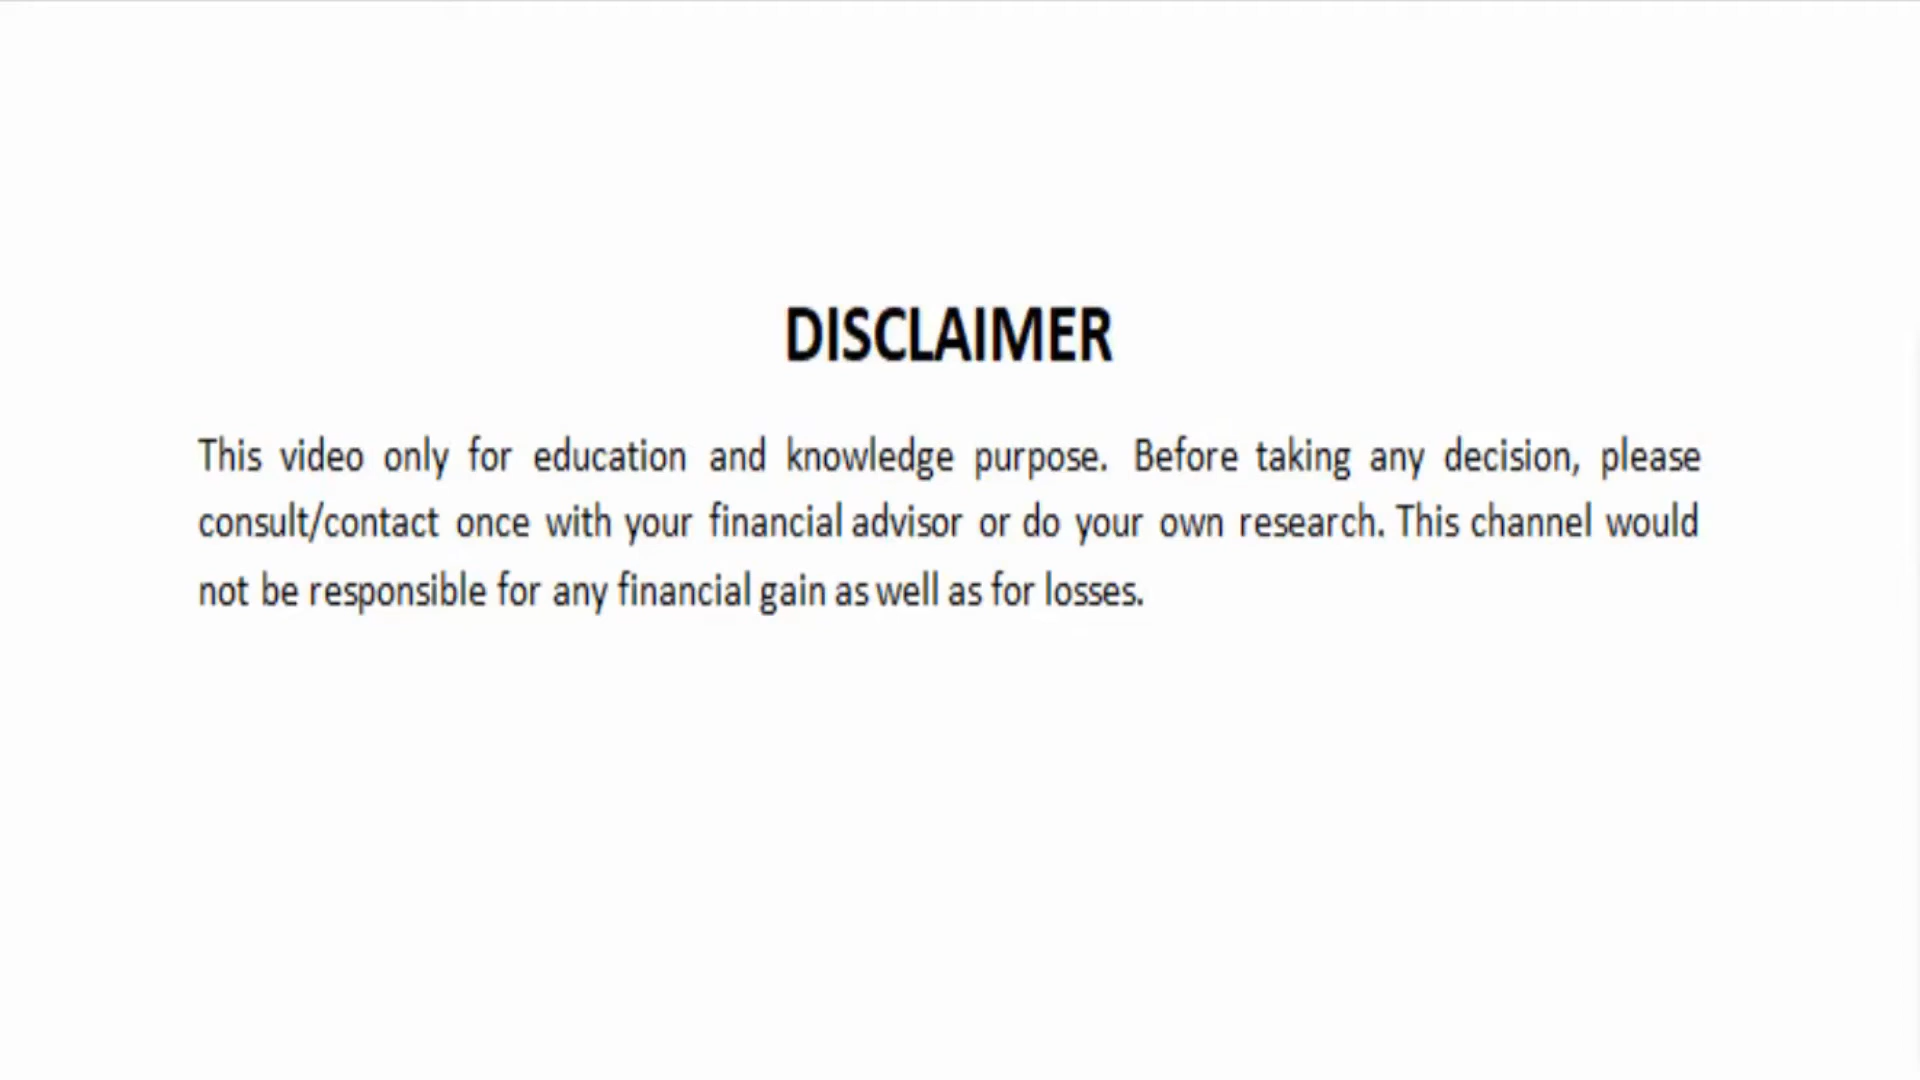 DISCLAIMER
This video only for education and knowledge purpose. Before taking any decision, please
consult/contact once with your financial advisor or do your own research. This channel would
not be responsible for any financial gain as well as for losses.